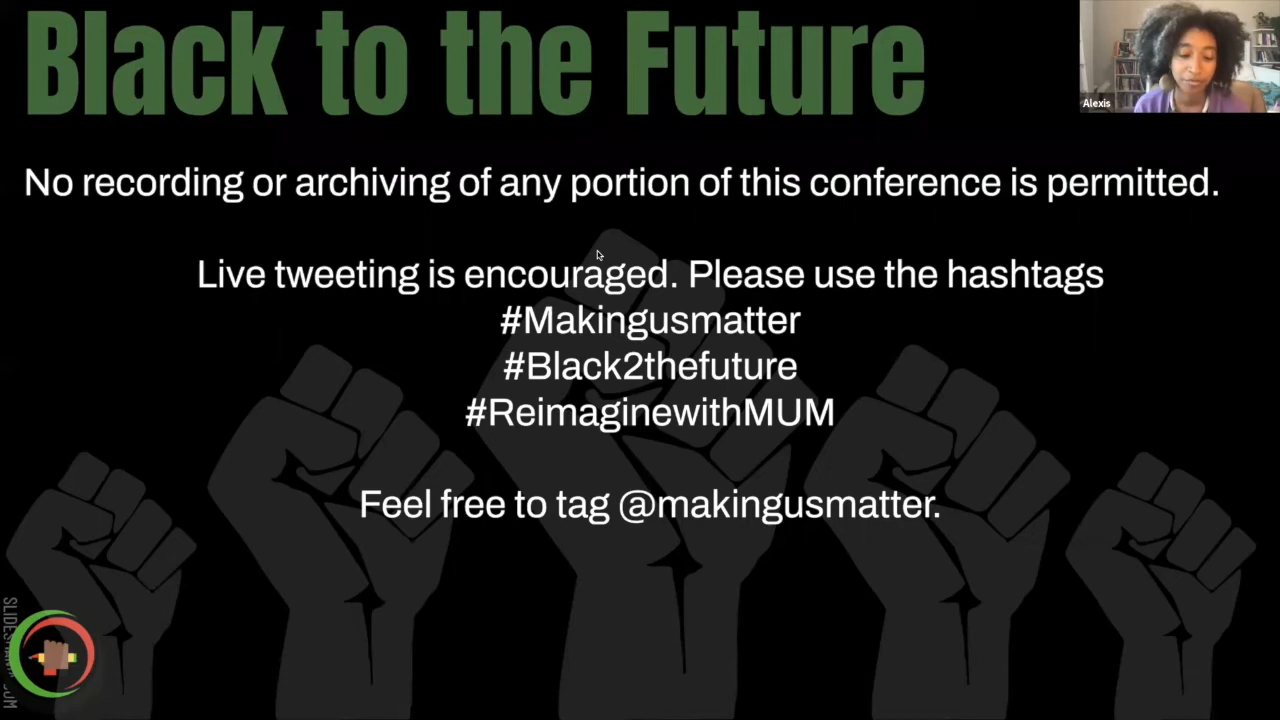 Black to the Future
Alexis
No recording or archiving of any portion of this conference is permitted.
Live tweeting is encouraged. Please use the hashtags
#Makingusmatter
#Black2thefuture
#ReimaginewithMUM
Feel free to tag @makingusmatter.